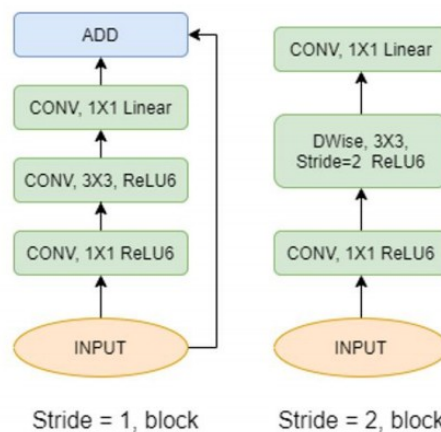 ADD
CONV, 1X1 Linear
CONV, 3X3, ReLU6
CONV, 1X1 ReLU6
INPUT
Stride = 1, block
CONV, 1X1 Linear
DWise, 3X3,
Stride=2 ReLU6
CONV, 1X1 ReLU6
INPUT
Stride = 2, block